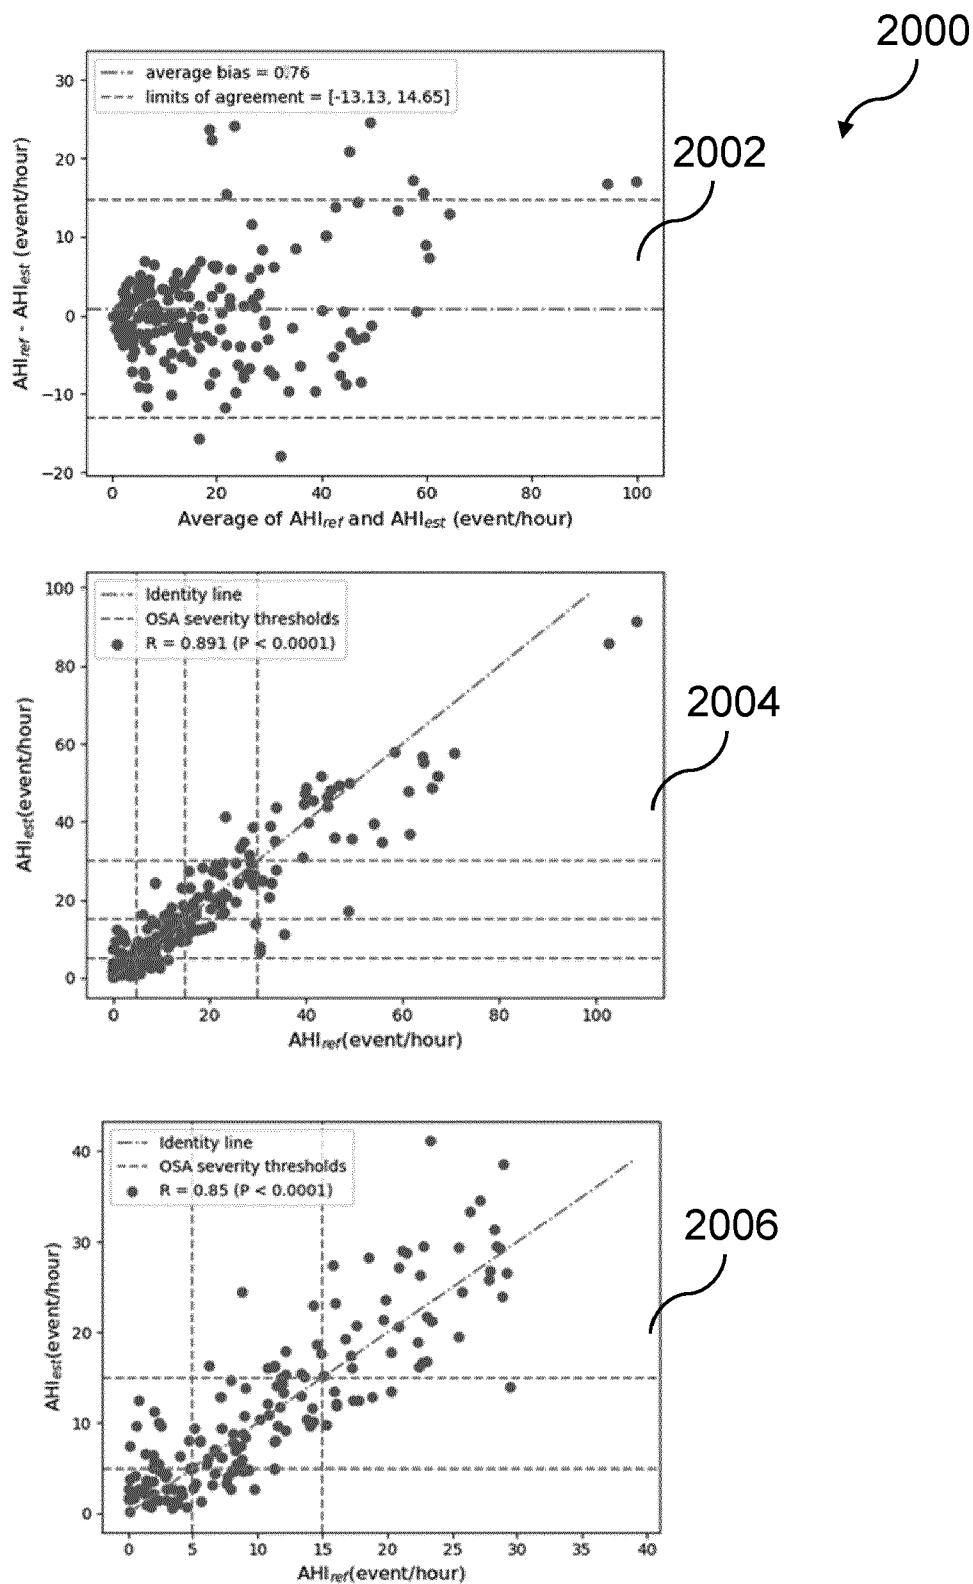 2000
average bias = 0.76
limits of agreement = [-13.13, 14.65]
2002
30
20
10
0
−10
−20
AHIref - AHIest (event/hour)
0 20 40 60 80 100
Average of AHIref and AHIest (event/hour)
Identity line
OSA severity thresholds
R = 0.891 (P < 0.0001)
2004
100
80
60
40
20
0
AHIest(event/hour)
0 20 40 60 80 100
AHIref(event/hour)
Identity line
OSA severity thresholds
R = 0.85 (P < 0.0001)
2006
40
30
20
10
0
AHIest(event/hour)
0 5 10 15 20 25 30 35 40
AHIref(event/hour)